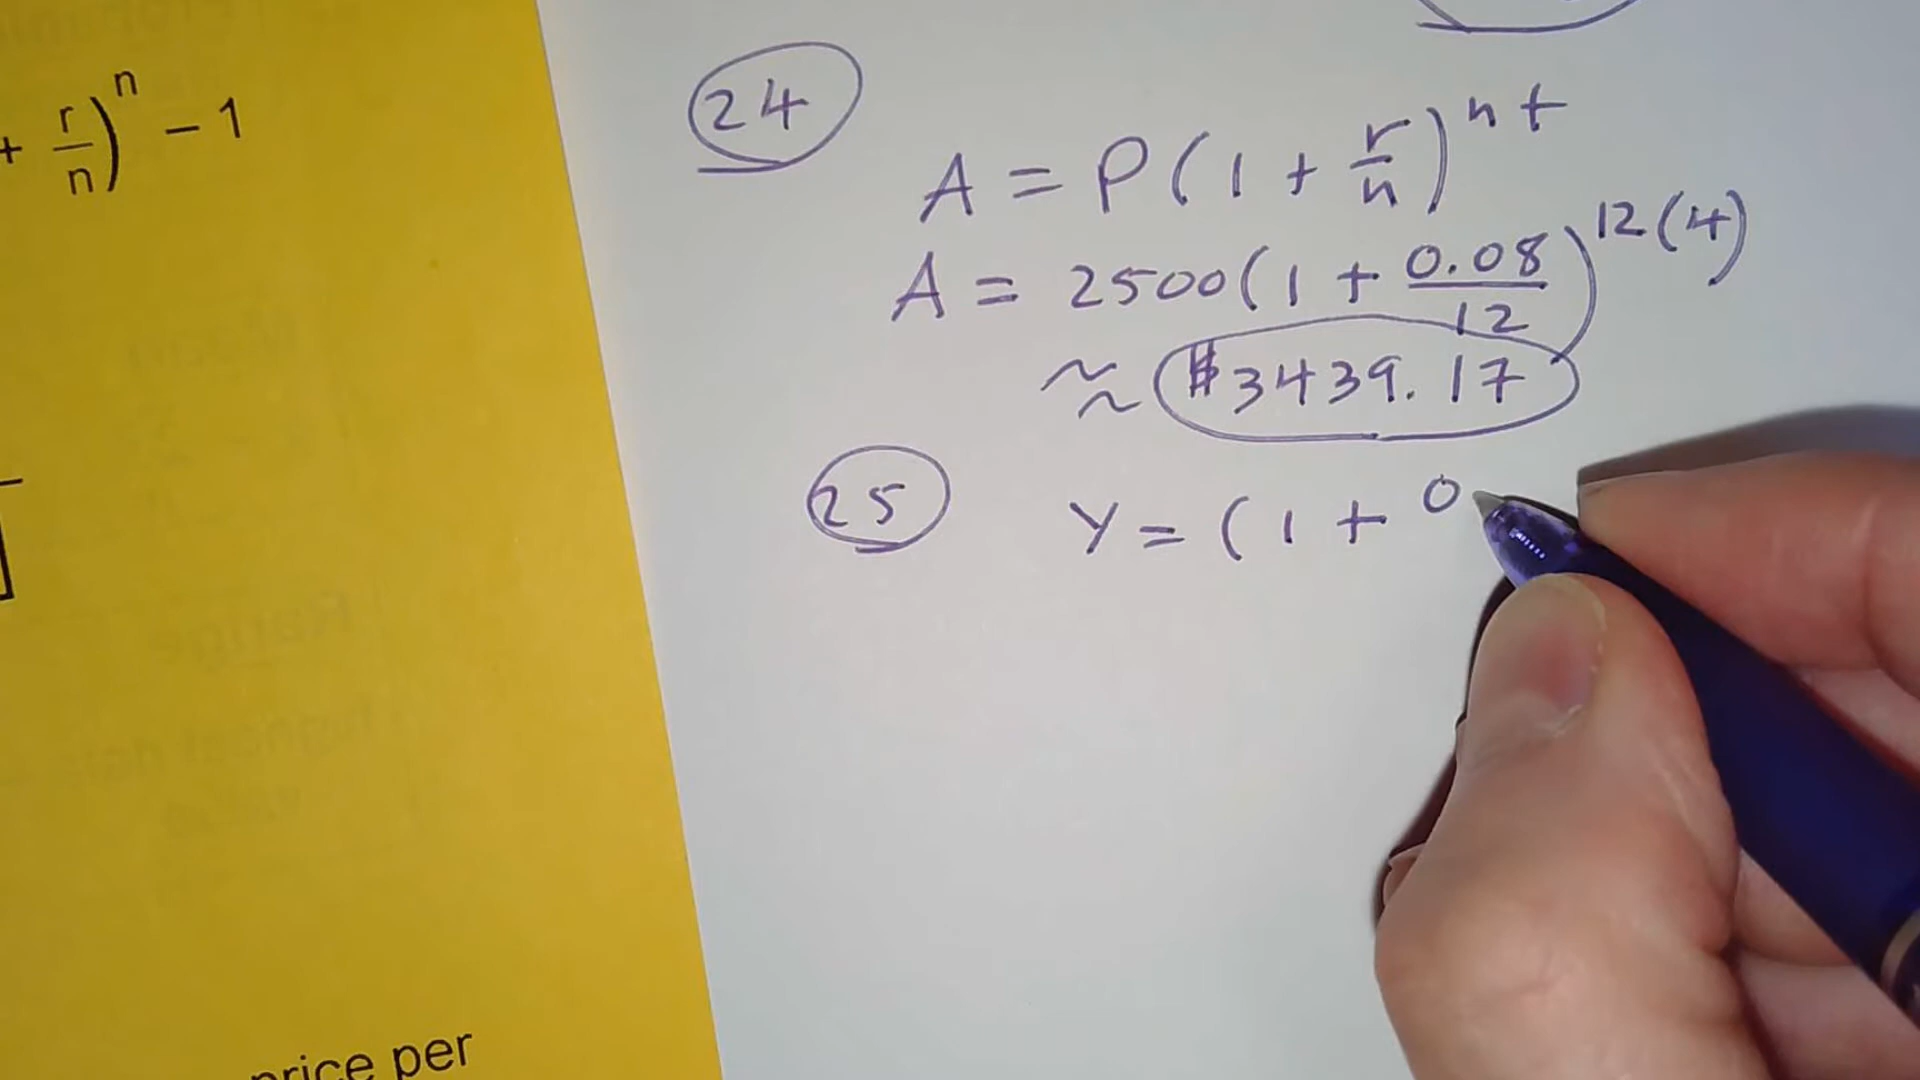 + r/n)^n − 1
price per
24
A = P(1 + r/n)^nt
A = 2500(1 + 0.08/12)^12(4)
≈ $3439.17
25 Y = (1 + 0